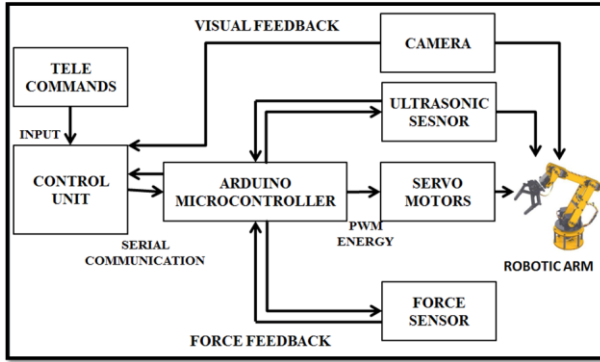 VISUAL FEEDBACK
CAMERA
TELE
COMMANDS
ULTRASONIC
SESNOR
INPUT
CONTROL
UNIT
ARDUINO
MICROCONTROLLER
SERVO
MOTORS
PWM
ENERGY
SERIAL
COMMUNICATION
ROBOTIC ARM
FORCE
SENSOR
FORCE FEEDBACK